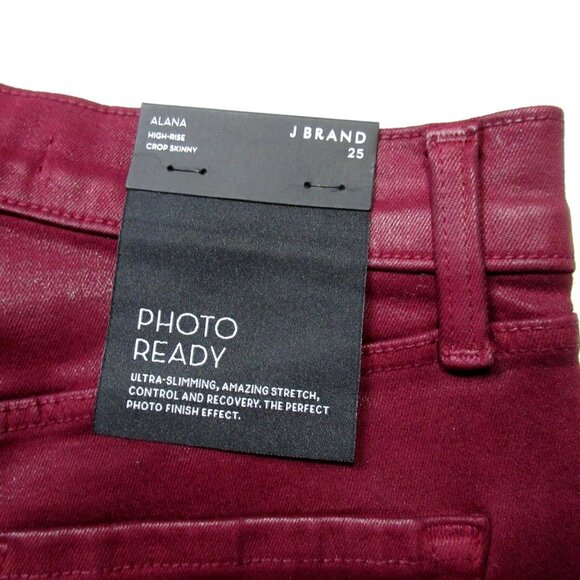 ALANA
HIGH-RISE
CROP SKINNY
J BRAND
25
PHOTO
READY
ULTRA-SLIMMING, AMAZING STRETCH,
CONTROL AND RECOVERY. THE PERFECT
PHOTO FINISH EFFECT.